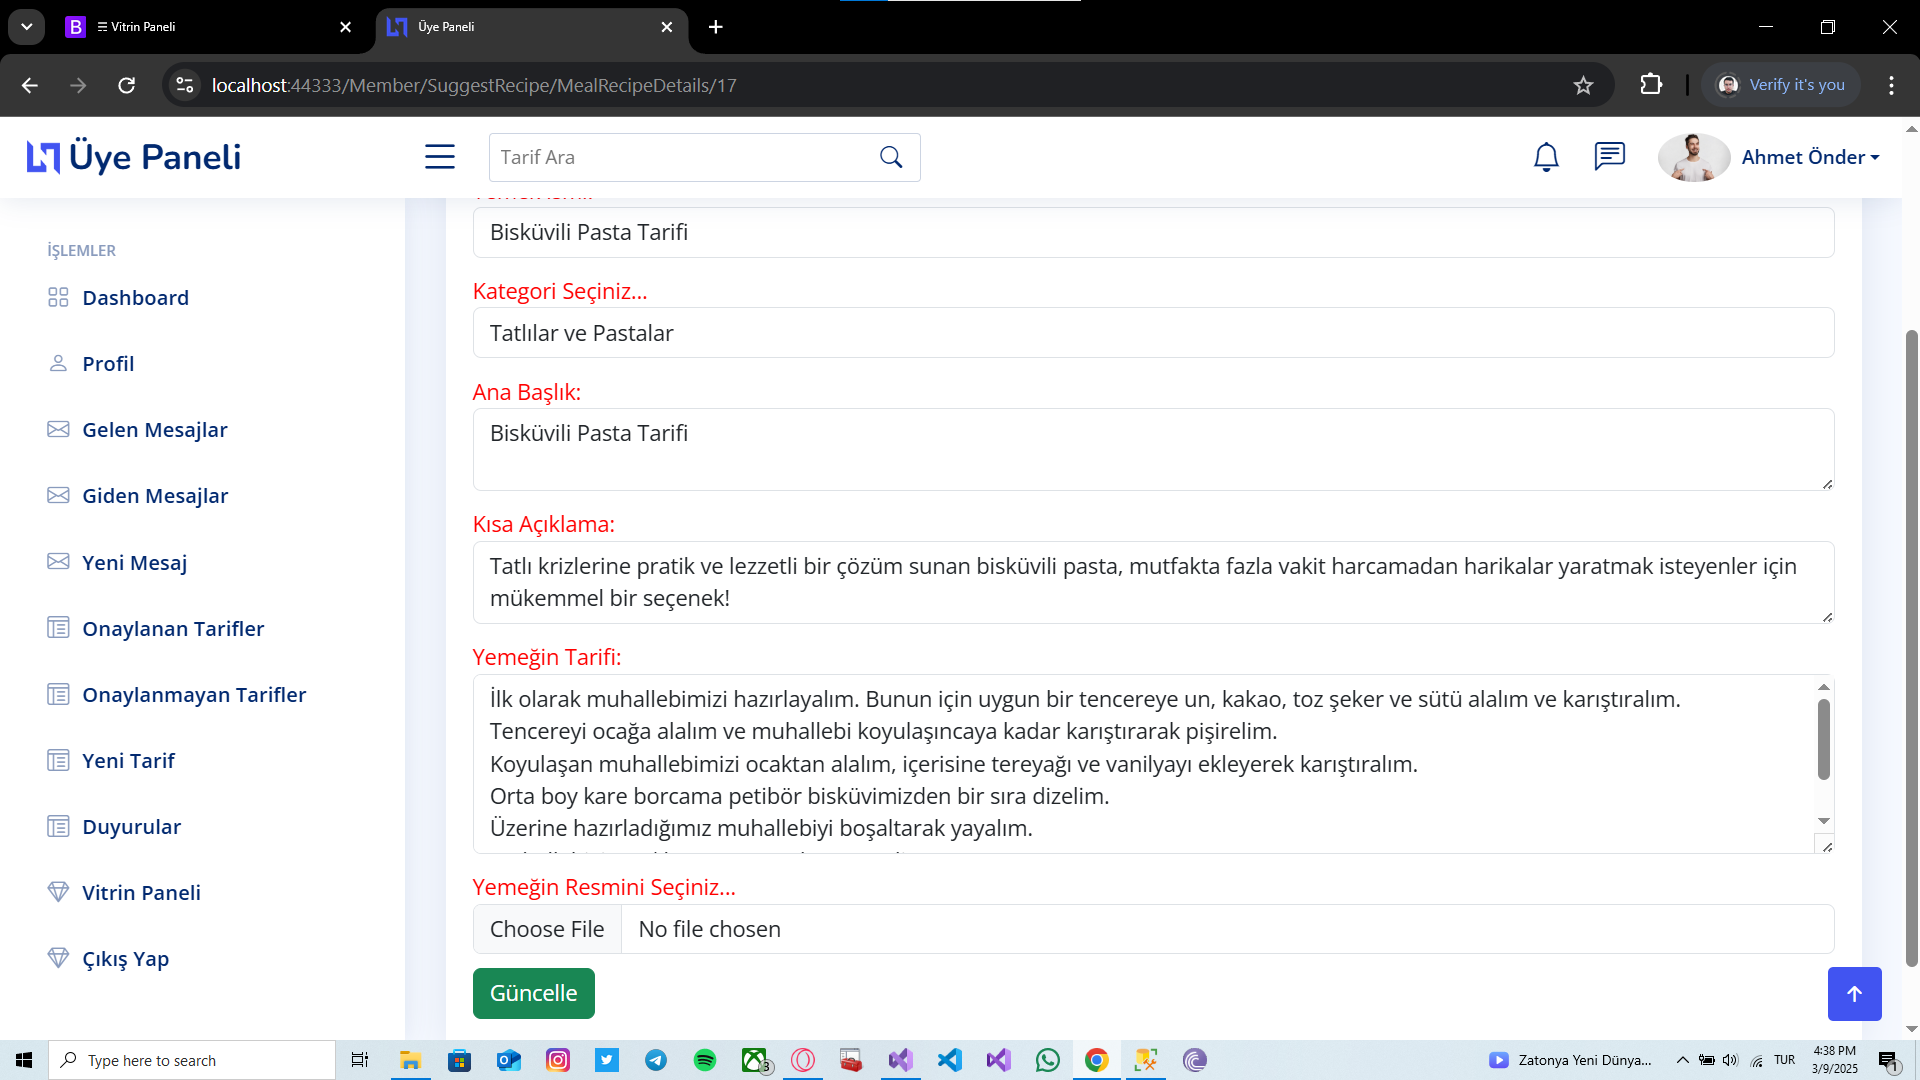 B
Vitrin Paneli
Üye Paneli
localhost:44333/Member/SuggestRecipe/MealRecipeDetails/17
Verify it's you
Üye Paneli
Tarif Ara
Ahmet Önder
İŞLEMLER
Dashboard
Profil
Gelen Mesajlar
Giden Mesajlar
Yeni Mesaj
Onaylanan Tarifler
Onaylanmayan Tarifler
Yeni Tarif
Duyurular
Vitrin Paneli
Çıkış Yap
Bisküvili Pasta Tarifi
Kategori Seçiniz...
Tatlılar ve Pastalar
Ana Başlık:
Bisküvili Pasta Tarifi
Kısa Açıklama:
Tatlı krizlerine pratik ve lezzetli bir çözüm sunan bisküvili pasta, mutfakta fazla vakit harcamadan harikalar yaratmak isteyenler için
mükemmel bir seçenek!
Yemeğin Tarifi:
İlk olarak muhallebimizi hazırlayalım. Bunun için uygun bir tencereye un, kakao, toz şeker ve sütü alalım ve karıştıralım.
Tencereyi ocağa alalım ve muhallebi koyulaşıncaya kadar karıştırarak pişirelim.
Koyulaşan muhallebimizi ocaktan alalım, içerisine tereyağı ve vanilyayı ekleyerek karıştıralım.
Orta boy kare borcama petibör bisküvimizden bir sıra dizelim.
Üzerine hazırladığımız muhallebiyi boşaltarak yayalım.
Yemeğin Resmini Seçiniz...
Choose File No file chosen
Güncelle
Type here to search
3
Zatonya Yeni Dünya...
TUR
4:38 PM
3/9/2025
1